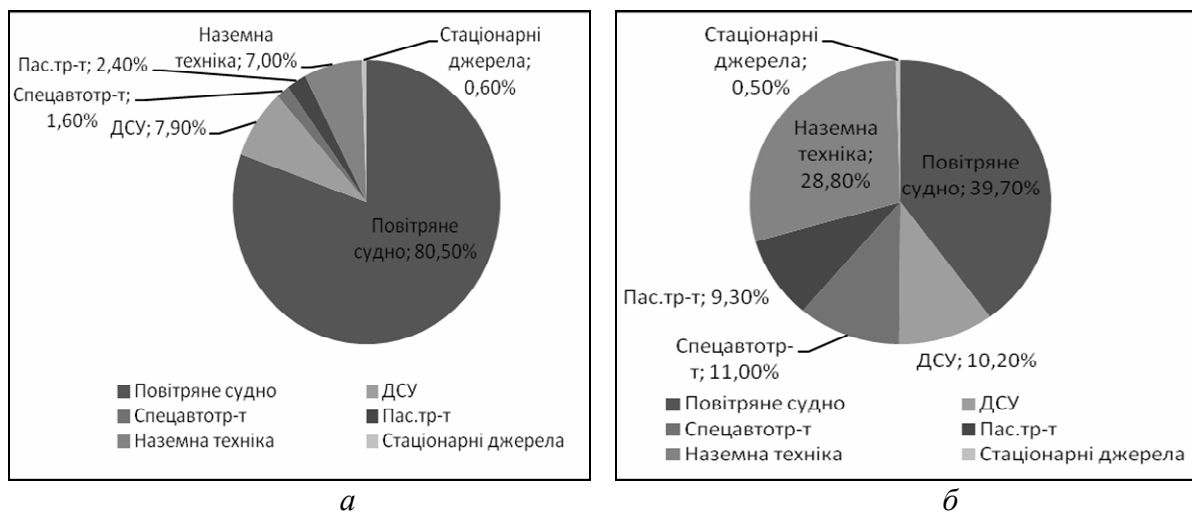 Наземна
техніка; 7,00%
Стаціонарні
джерела;
0,60%
Пас.тр-т; 2,40%
Спецавтотр-т;
1,60%
ДСУ; 7,90%
Повітряне
судно; 80,50%
Повітряне судно
ДСУ
Спецавтотр-т
Пас.тр-т
Наземна техніка
Стаціонарні джерела
а
Стаціонарні
джерела;
0,50%
Наземна
техніка;
28,80%
Повітряне
судно; 39,70%
Пас.тр-т; 9,30%
Спецавтотр-
т; 11,00%
ДСУ; 10,20%
Повітряне судно
ДСУ
Спецавтотр-т
Пас.тр-т
Наземна техніка
Стаціонарні джерела
б